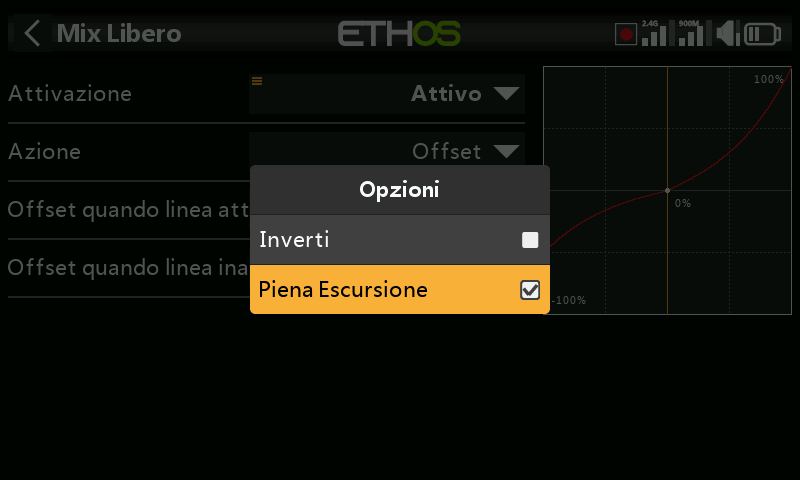 Mix Libero
ETHOS
2.4G
900M
Attivazione
Attivo
100%
Azione
Offset
Opzioni
Offset quando linea att
0%
Inverti
Offset quando linea ina
Piena Escursione
-100%